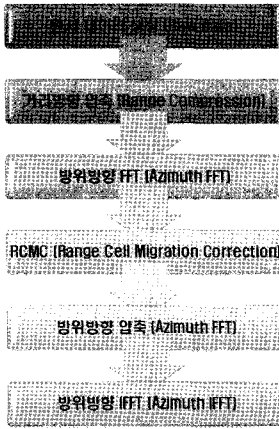 거리방향 압축 (Range Compression)
방위방향 FFT (Azimuth FFT)
RCMC (Range Cell Migration Correction)
방위방향 압축 (Azimuth FFT)
방위방향 IFFT (Azimuth IFFT)